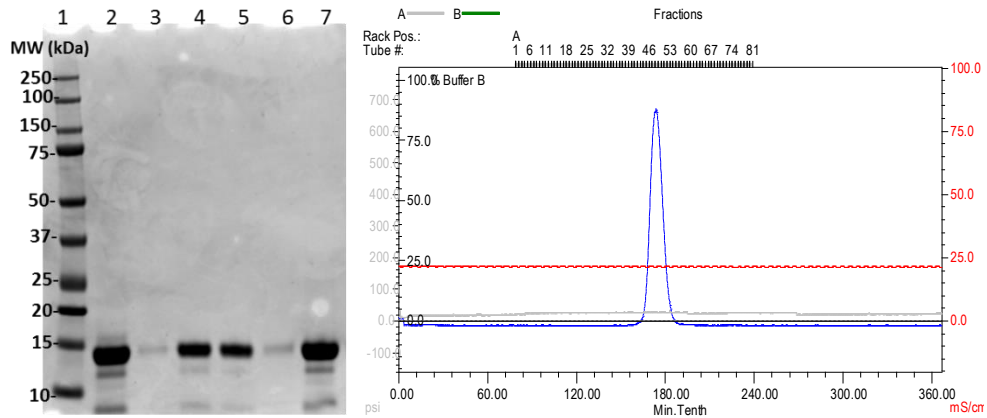 1 2 3 4 5 6 7
MW (kDa)
250-
100-
150-
75-
50-
37-
25-
20-
15-
10-
A B Fractions
Rack Pos.: A
Tube #: 1 6 11 18 25 32 39 46 53 60 67 74 81
100.0 % Buffer B 100.0
700.
600.
75.0 75.0
500.
400.
50.0 50.0
300.
200.
25.0 25.0
100.
0.0 0.0 0.0
-100
0.00 60.00 120.00 180.00 240.00 300.00 360.00
psi Min.Tenth mS/cm